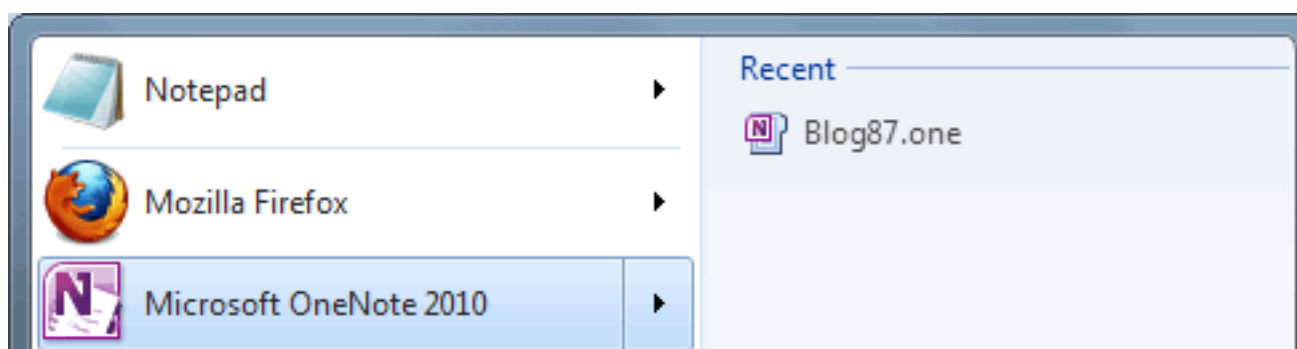 Notepad
Mozilla Firefox
Microsoft OneNote 2010
Recent
Blog87.one